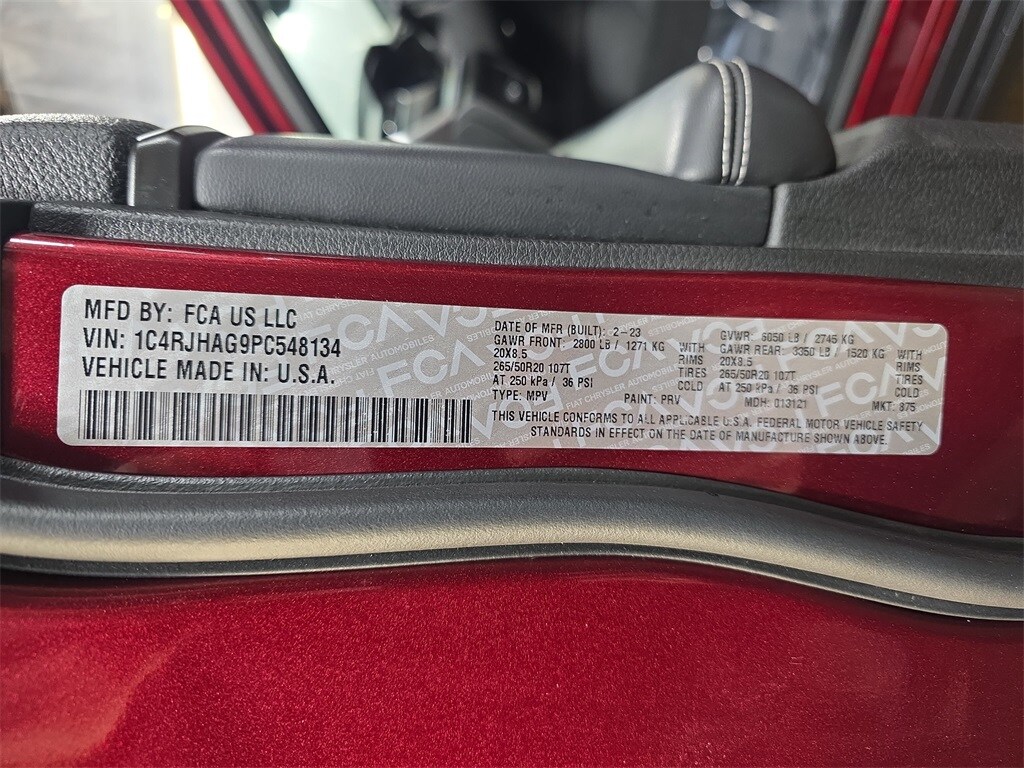 MFD BY: FCA US LLC
VIN: 1C4RJHAG9PC548134
VEHICLE MADE IN: U.S.A.
DATE OF MFR (BUILT): 2-23 GVWR: 6050 LB / 2745 KG
GAWR FRONT: 2800 LB / 1271 KG WITH GAWR REAR: 3350 LB / 1520 KG WITH
20X8.5 RIMS 20X8.5 RIMS
265/50R20 107T TIRES 265/50R20 107T TIRES
AT 250 kPa / 36 PSI COLD AT 250 kPa / 36 PSI COLD
TYPE: MPV PAINT: PRV MDH: 013121 MKT: 875
THIS VEHICLE CONFORMS TO ALL APPLICABLE U.S.A. FEDERAL MOTOR VEHICLE SAFETY
STANDARDS IN EFFECT ON THE DATE OF MANUFACTURE SHOWN ABOVE.
FCA
FIAT CHRYSLER AUTOMOBILES